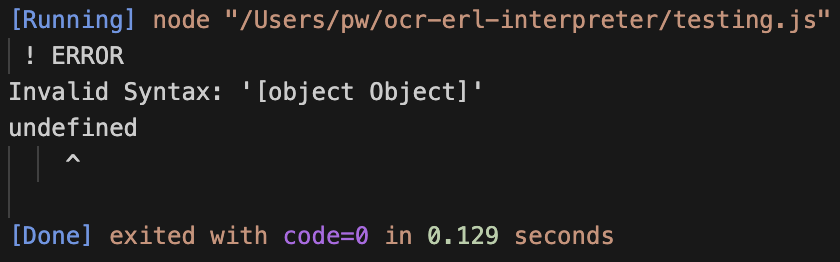 [Running] node "/Users/pw/ocr-erl-interpreter/testing.js"
! ERROR
Invalid Syntax: '[object Object]'
undefined
^
[Done] exited with code=0 in 0.129 seconds